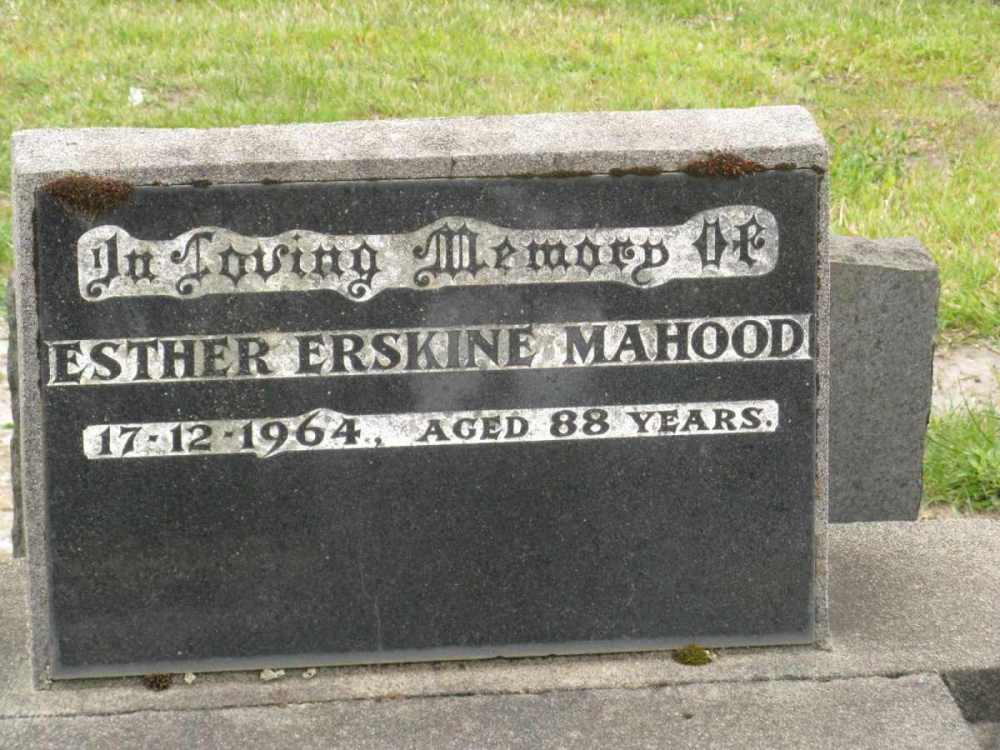 In Loving Memory Of
ESTHER ERSKINE MAHOOD
17-12-1964., AGED 88 YEARS.